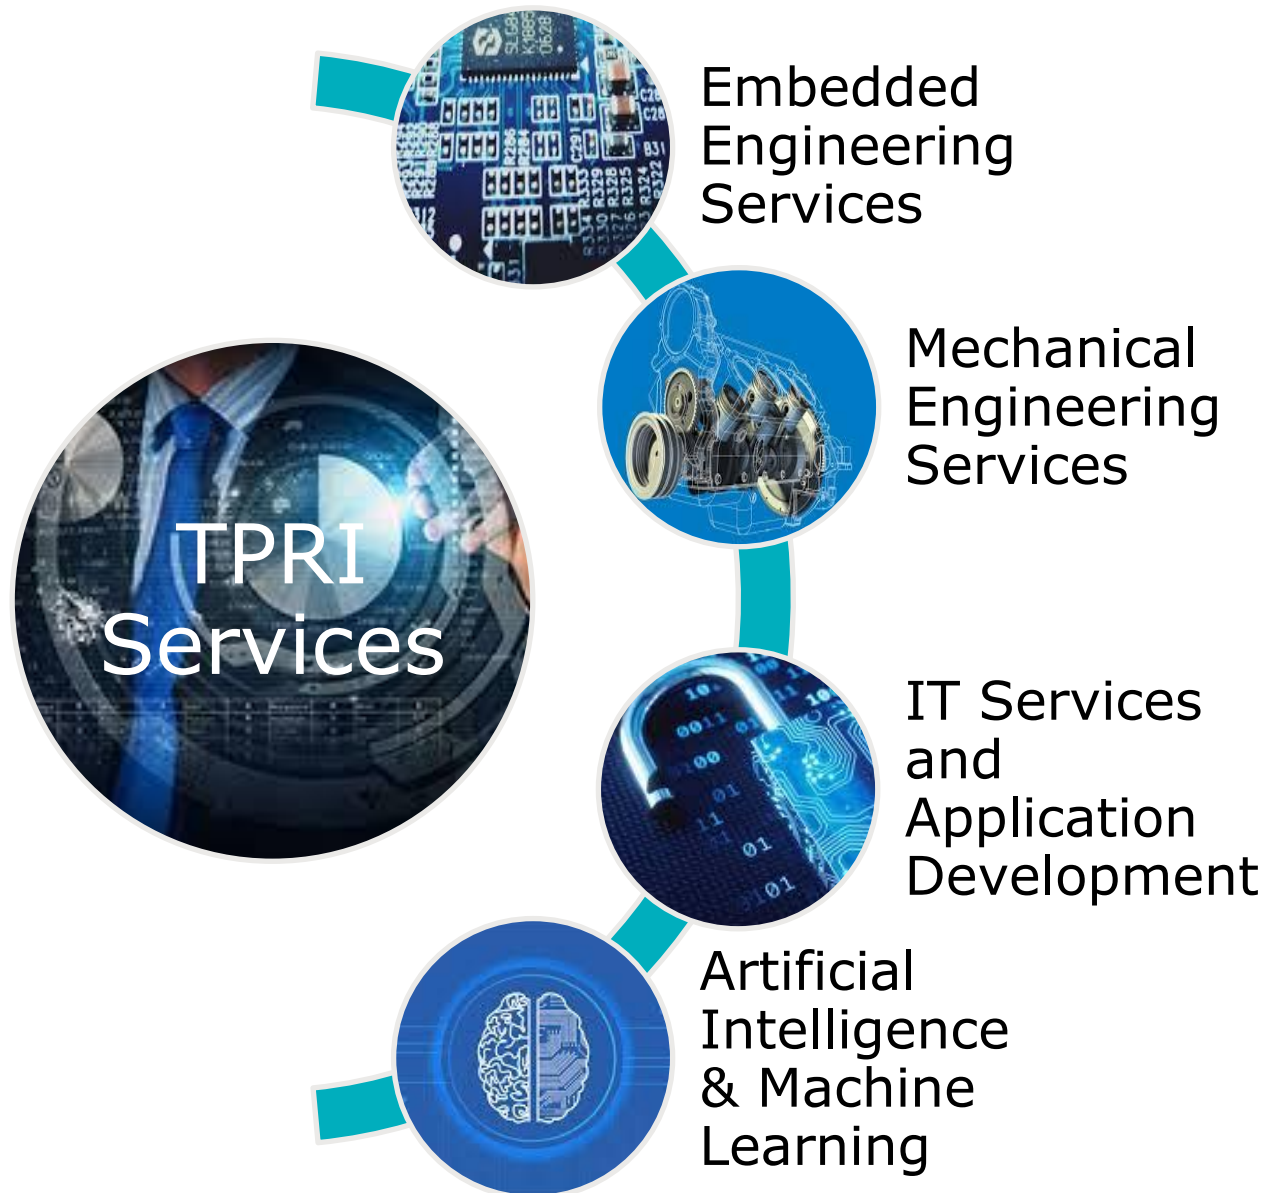 TPRI
Services
Embedded
Engineering
Services
Mechanical
Engineering
Services
IT Services
and
Application
Development
Artificial
Intelligence
& Machine
Learning